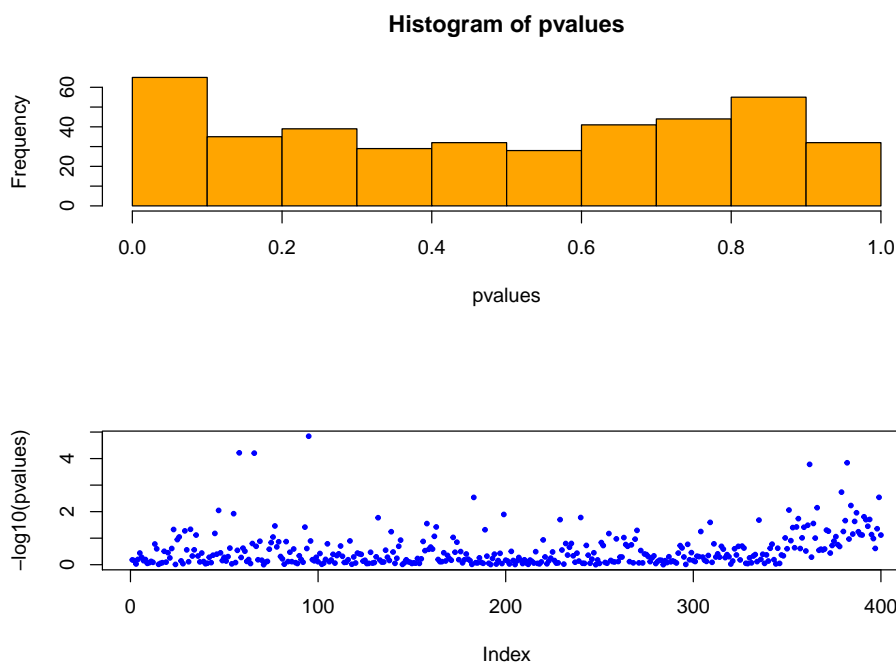 Histogram of pvalues
Frequency
0 20 40 60
0.0 0.2 0.4 0.6 0.8 1.0
pvalues
−log10(pvalues)
0 2 4
0 100 200 300 400
Index